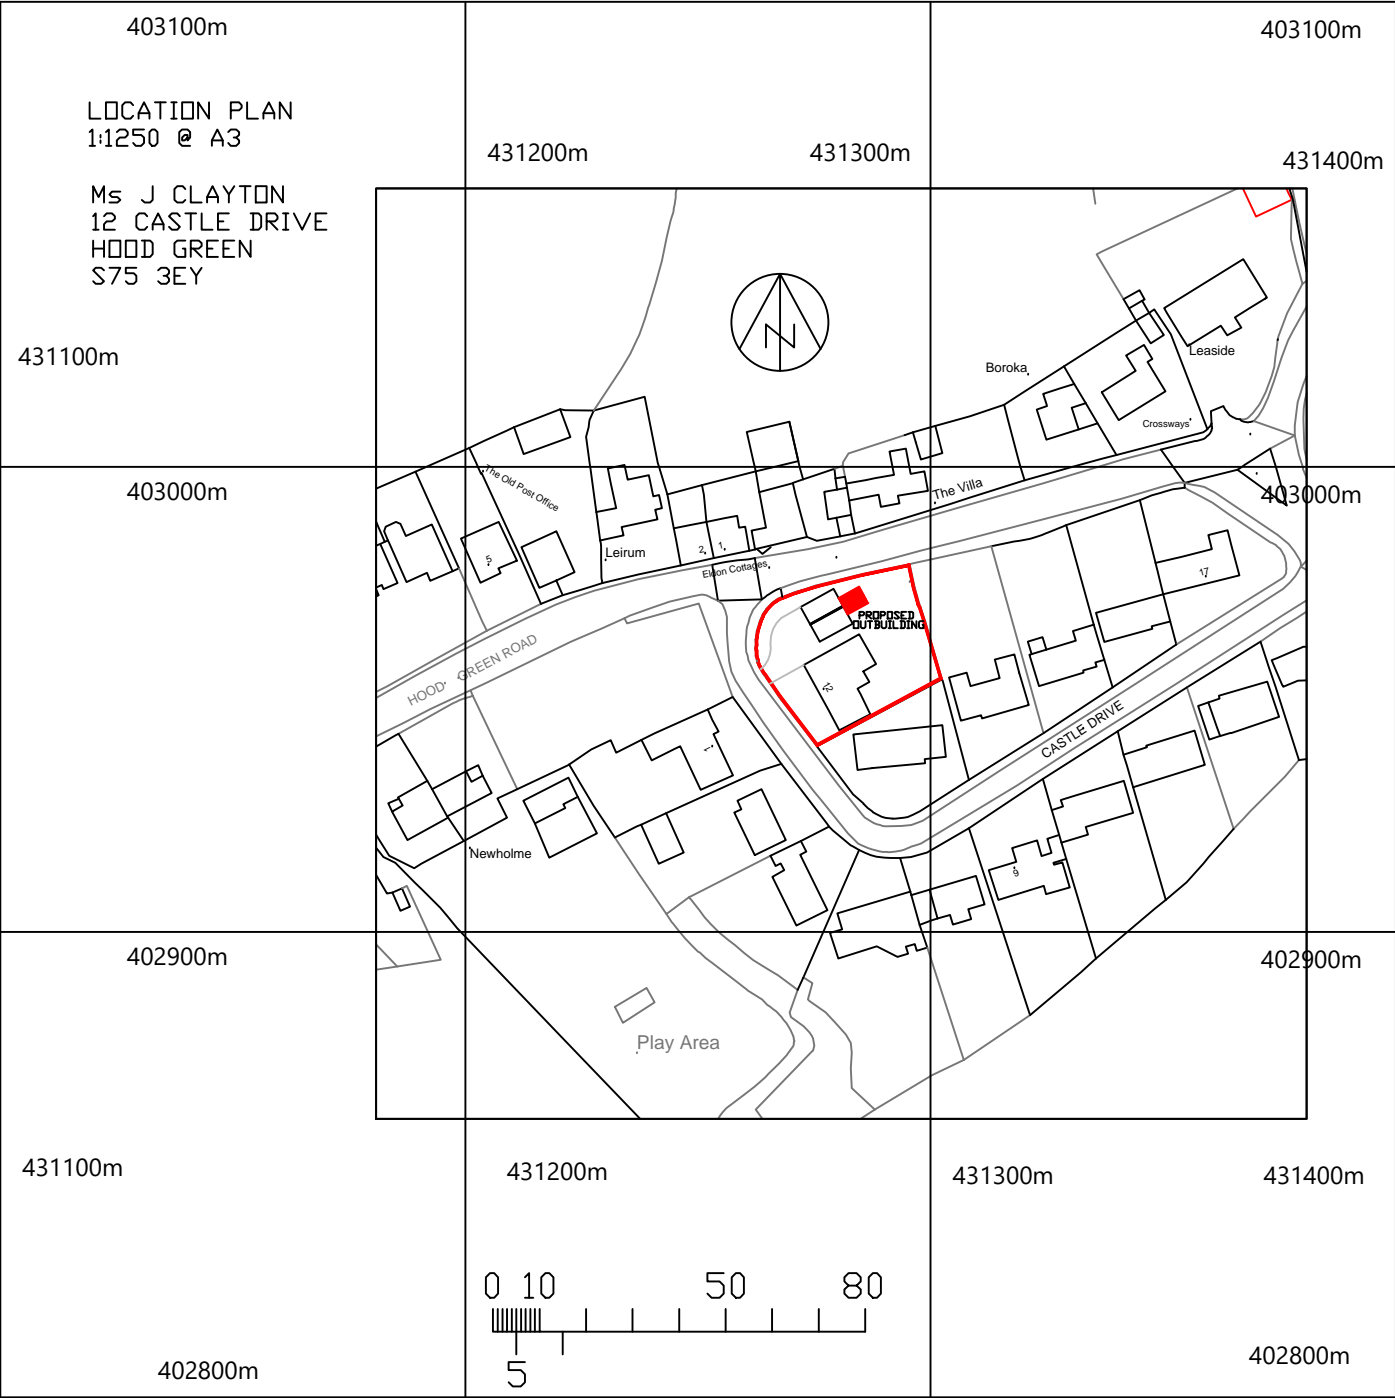 403100m
403100m
LOCATION PLAN
1:1250 @ A3
431200m
431300m
431400m
Ms J CLAYTON
12 CASTLE DRIVE
HOOD GREEN
S75 3EY
N
431100m
Leaside
Boroka
Crossways
403000m
The Old Post Office
The Villa
403000m
5
Leirum
2
1
Eldon Cottages
17
PROPOSED
OUTBUILDING
HOOD GREEN ROAD
12
CASTLE DRIVE
1
Newholme
9
402900m
402900m
Play Area
431100m
431200m
431300m
431400m
0 10 50 80
5
402800m
402800m